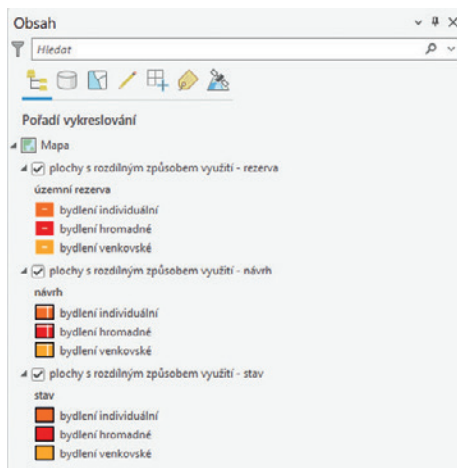 Obsah
Hledat
Pořadí vykreslování
Mapa
plochy s rozdílným způsobem využití - rezerva
územní rezerva
bydlení individuální
bydlení hromadné
bydlení venkovské
plochy s rozdílným způsobem využití - návrh
návrh
bydlení individuální
bydlení hromadné
bydlení venkovské
plochy s rozdílným způsobem využití - stav
stav
bydlení individuální
bydlení hromadné
bydlení venkovské